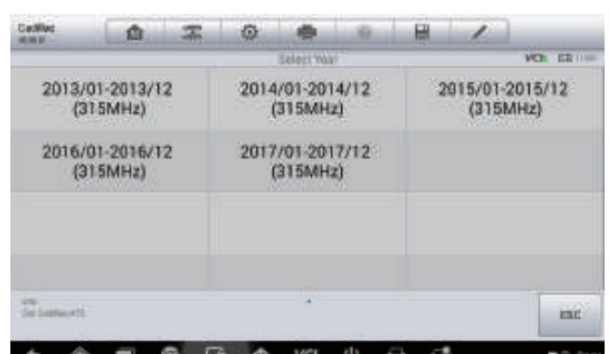 Cadillac
Select Year
VCI
2013/01-2013/12
(315MHz)
2014/01-2014/12
(315MHz)
2015/01-2015/12
(315MHz)
2016/01-2016/12
(315MHz)
2017/01-2017/12
(315MHz)
ESC
VCI